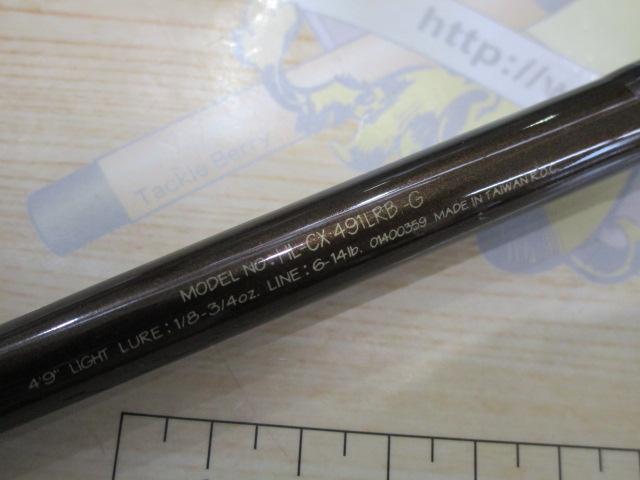 http://w
Tackle Berry
MODEL NO.: HL-CX 491LRB-G
4'9" LIGHT LURE: 1/8-3/4oz. LINE: 6-14lb. 01400359 MADE IN TAIWAN R.O.C.